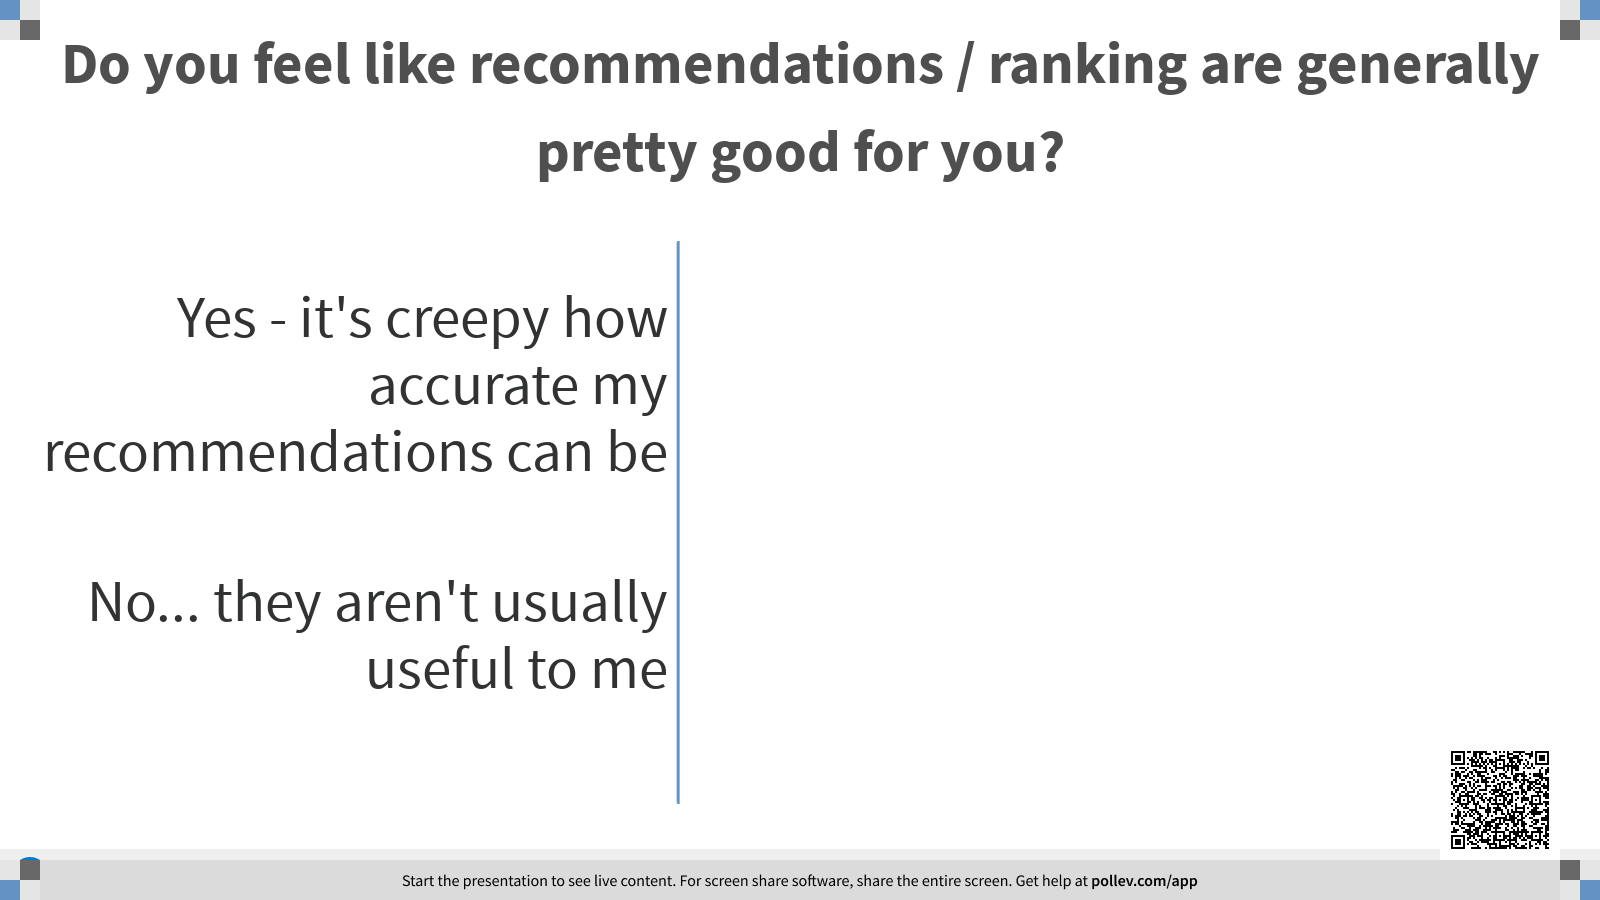 Do you feel like recommendations / ranking are generally
pretty good for you?
Yes - it's creepy how
accurate my
recommendations can be
No... they aren't usually
useful to me
Start the presentation to see live content. For screen share software, share the entire screen. Get help at pollev.com/app